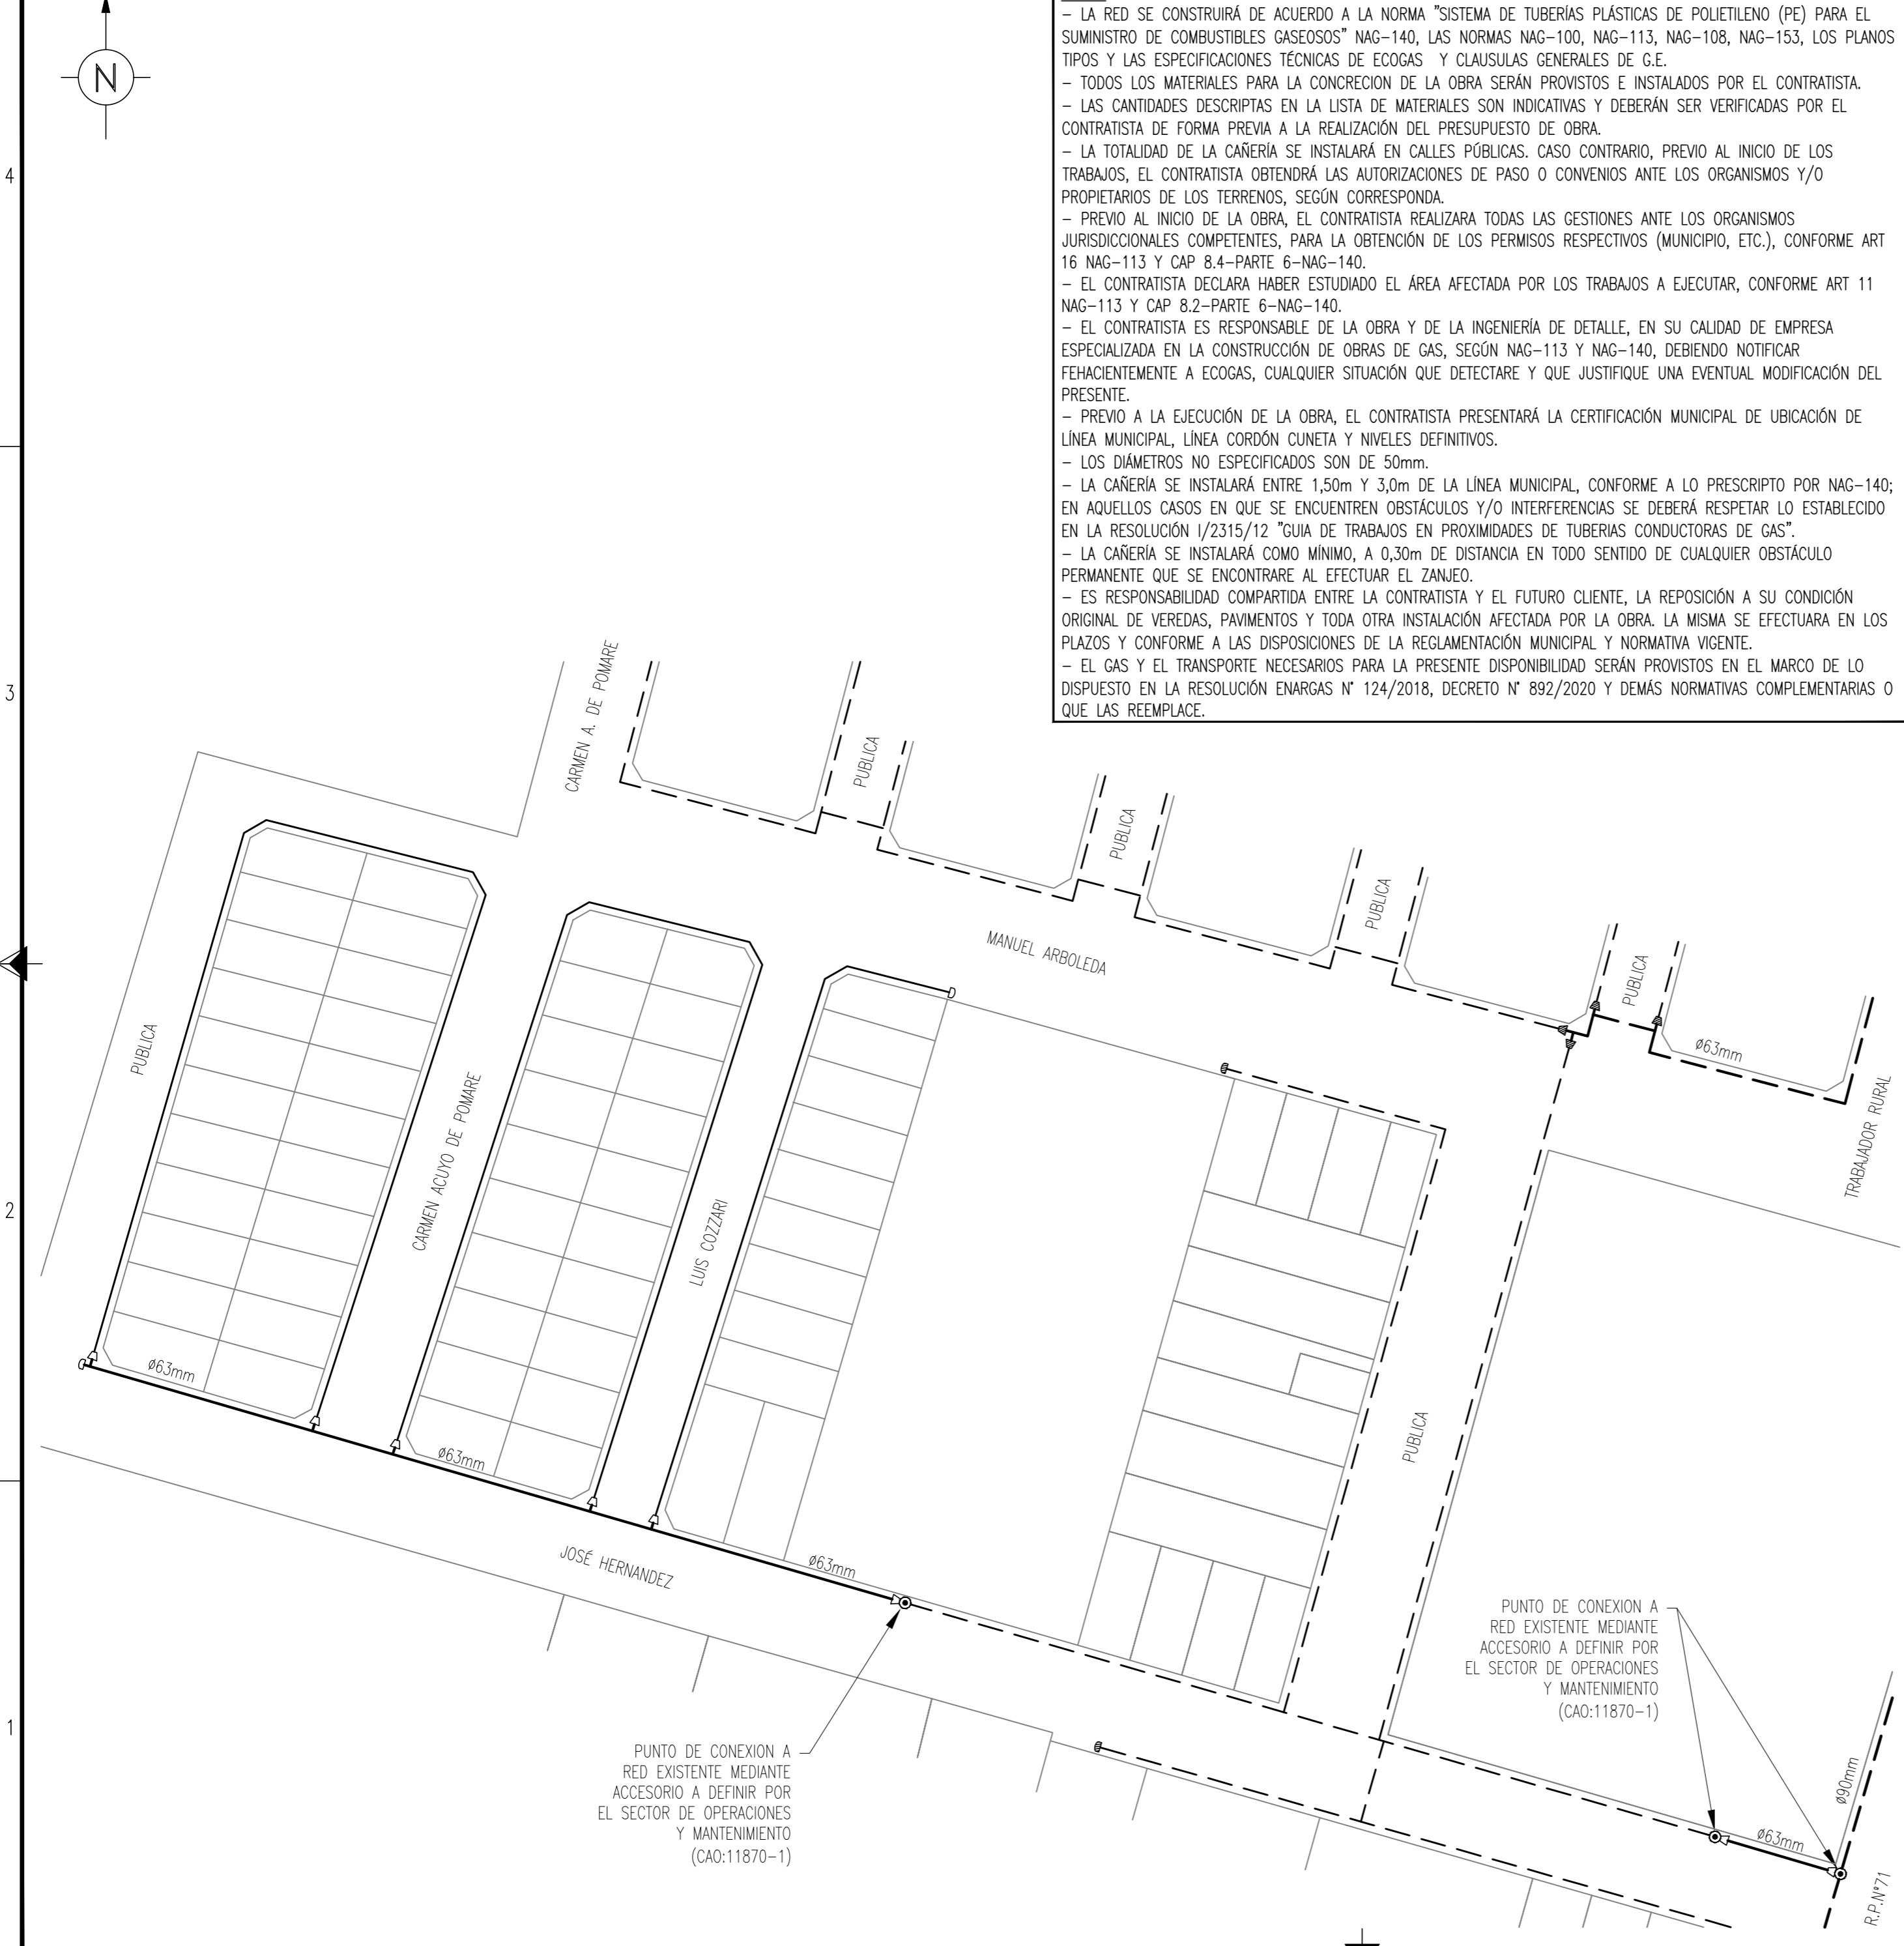 – LA RED SE CONSTRUIRÁ DE ACUERDO A LA NORMA "SISTEMA DE TUBERÍAS PLÁSTICAS DE POLIETILENO (PE) PARA EL
SUMINISTRO DE COMBUSTIBLES GASEOSOS" NAG–140, LAS NORMAS NAG–100, NAG–113, NAG–108, NAG–153, LOS PLANOS
TIPOS Y LAS ESPECIFICACIONES TÉCNICAS DE ECOGAS Y CLAUSULAS GENERALES DE G.E.
– TODOS LOS MATERIALES PARA LA CONCRECION DE LA OBRA SERÁN PROVISTOS E INSTALADOS POR EL CONTRATISTA.
– LAS CANTIDADES DESCRIPTAS EN LA LISTA DE MATERIALES SON INDICATIVAS Y DEBERÁN SER VERIFICADAS POR EL
CONTRATISTA DE FORMA PREVIA A LA REALIZACIÓN DEL PRESUPUESTO DE OBRA.
– LA TOTALIDAD DE LA CAÑERÍA SE INSTALARÁ EN CALLES PÚBLICAS. CASO CONTRARIO, PREVIO AL INICIO DE LOS
TRABAJOS, EL CONTRATISTA OBTENDRÁ LAS AUTORIZACIONES DE PASO O CONVENIOS ANTE LOS ORGANISMOS Y/O
PROPIETARIOS DE LOS TERRENOS, SEGÚN CORRESPONDA.
– PREVIO AL INICIO DE LA OBRA, EL CONTRATISTA REALIZARA TODAS LAS GESTIONES ANTE LOS ORGANISMOS
JURISDICCIONALES COMPETENTES, PARA LA OBTENCIÓN DE LOS PERMISOS RESPECTIVOS (MUNICIPIO, ETC.), CONFORME ART
16 NAG–113 Y CAP 8.4–PARTE 6–NAG–140.
– EL CONTRATISTA DECLARA HABER ESTUDIADO EL ÁREA AFECTADA POR LOS TRABAJOS A EJECUTAR, CONFORME ART 11
NAG–113 Y CAP 8.2–PARTE 6–NAG–140.
– EL CONTRATISTA ES RESPONSABLE DE LA OBRA Y DE LA INGENIERÍA DE DETALLE, EN SU CALIDAD DE EMPRESA
ESPECIALIZADA EN LA CONSTRUCCIÓN DE OBRAS DE GAS, SEGÚN NAG–113 Y NAG–140, DEBIENDO NOTIFICAR
FEHACIENTEMENTE A ECOGAS, CUALQUIER SITUACIÓN QUE DETECTARE Y QUE JUSTIFIQUE UNA EVENTUAL MODIFICACIÓN DEL
PRESENTE.
– PREVIO A LA EJECUCIÓN DE LA OBRA, EL CONTRATISTA PRESENTARÁ LA CERTIFICACIÓN MUNICIPAL DE UBICACIÓN DE
LÍNEA MUNICIPAL, LÍNEA CORDÓN CUNETA Y NIVELES DEFINITIVOS.
– LOS DIÁMETROS NO ESPECIFICADOS SON DE 50mm.
– LA CAÑERÍA SE INSTALARÁ ENTRE 1,50m Y 3,0m DE LA LÍNEA MUNICIPAL, CONFORME A LO PRESCRIPTO POR NAG–140;
EN AQUELLOS CASOS EN QUE SE ENCUENTREN OBSTÁCULOS Y/O INTERFERENCIAS SE DEBERÁ RESPETAR LO ESTABLECIDO
EN LA RESOLUCIÓN I/2315/12 "GUIA DE TRABAJOS EN PROXIMIDADES DE TUBERIAS CONDUCTORAS DE GAS".
– LA CAÑERÍA SE INSTALARÁ COMO MÍNIMO, A 0,30m DE DISTANCIA EN TODO SENTIDO DE CUALQUIER OBSTÁCULO
PERMANENTE QUE SE ENCONTRARE AL EFECTUAR EL ZANJEO.
– ES RESPONSABILIDAD COMPARTIDA ENTRE LA CONTRATISTA Y EL FUTURO CLIENTE, LA REPOSICIÓN A SU CONDICIÓN
ORIGINAL DE VEREDAS, PAVIMENTOS Y TODA OTRA INSTALACIÓN AFECTADA POR LA OBRA. LA MISMA SE EFECTUARA EN LOS
PLAZOS Y CONFORME A LAS DISPOSICIONES DE LA REGLAMENTACIÓN MUNICIPAL Y NORMATIVA VIGENTE.
– EL GAS Y EL TRANSPORTE NECESARIOS PARA LA PRESENTE DISPONIBILIDAD SERÁN PROVISTOS EN EL MARCO DE LO
DISPUESTO EN LA RESOLUCIÓN ENARGAS N° 124/2018, DECRETO N° 892/2020 Y DEMÁS NORMATIVAS COMPLEMENTARIAS O
QUE LAS REEMPLACE.
N
4
3
2
1
CARMEN A. DE POMARE
PUBLICA
PUBLICA
PUBLICA
PUBLICA
MANUEL ARBOLEDA
PUBLICA
ø63mm
TRABAJADOR RURAL
CARMEN ACUYO DE POMARE
LUIS COZZARI
ø63mm
ø63mm
PUBLICA
JOSÉ HERNANDEZ
ø63mm
PUNTO DE CONEXION A
RED EXISTENTE MEDIANTE
ACCESORIO A DEFINIR POR
EL SECTOR DE OPERACIONES
Y MANTENIMIENTO
(CAO:11870–1)
PUNTO DE CONEXION A
RED EXISTENTE MEDIANTE
ACCESORIO A DEFINIR POR
EL SECTOR DE OPERACIONES
Y MANTENIMIENTO
(CAO:11870–1)
ø90mm
ø63mm
R.P.N°71